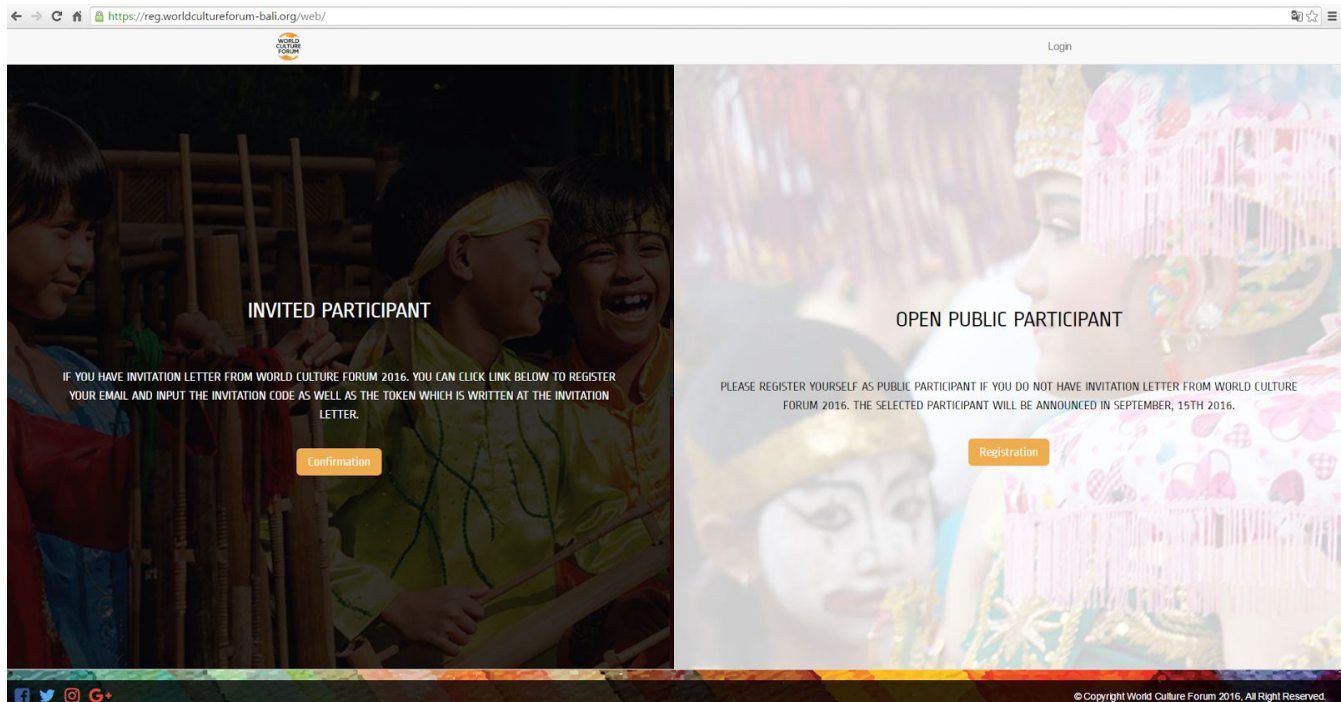 https://reg.worldcultureforum-bali.org/web/
WORLD
CULTURE
FORUM
Login
INVITED PARTICIPANT
IF YOU HAVE INVITATION LETTER FROM WORLD CULTURE FORUM 2016. YOU CAN CLICK LINK BELOW TO REGISTER
YOUR EMAIL AND INPUT THE INVITATION CODE AS WELL AS THE TOKEN WHICH IS WRITTEN AT THE INVITATION
LETTER.
Confirmation
OPEN PUBLIC PARTICIPANT
PLEASE REGISTER YOURSELF AS PUBLIC PARTICIPANT IF YOU DO NOT HAVE INVITATION LETTER FROM WORLD CULTURE
FORUM 2016. THE SELECTED PARTICIPANT WILL BE ANNOUNCED IN SEPTEMBER, 15TH 2016.
Registration
G+
© Copyright World Culture Forum 2016, All Right Reserved.